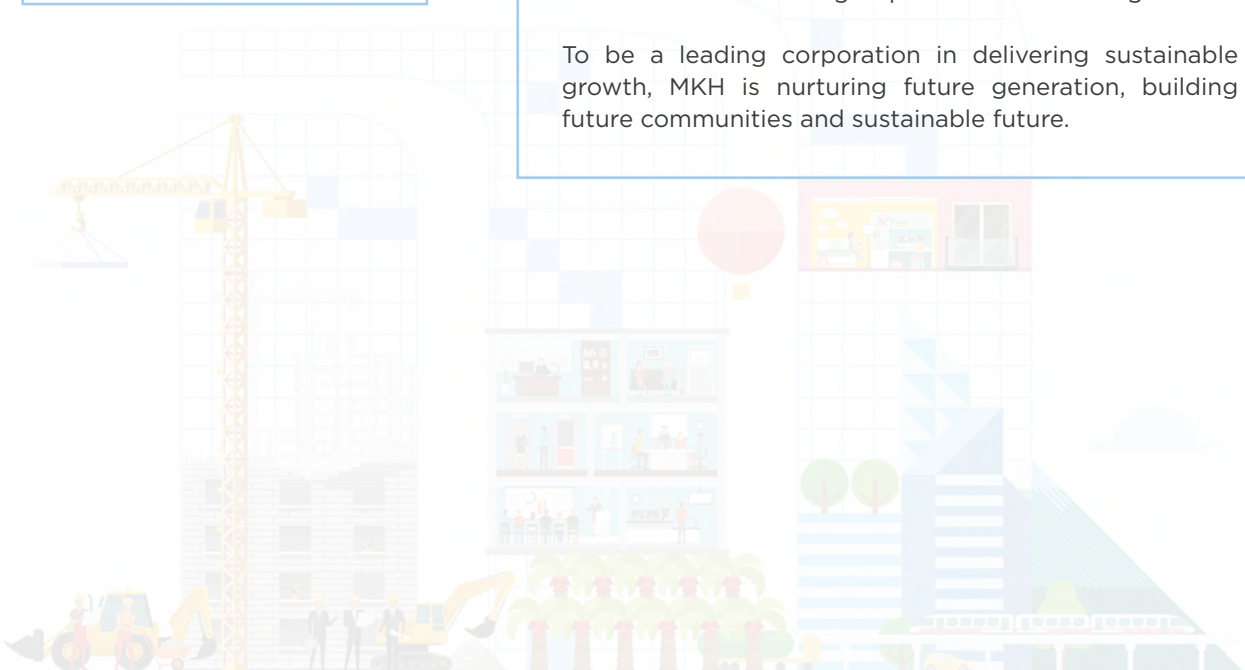 To be a leading corporation in delivering sustainable
growth, MKH is nurturing future generation, building
future communities and sustainable future.